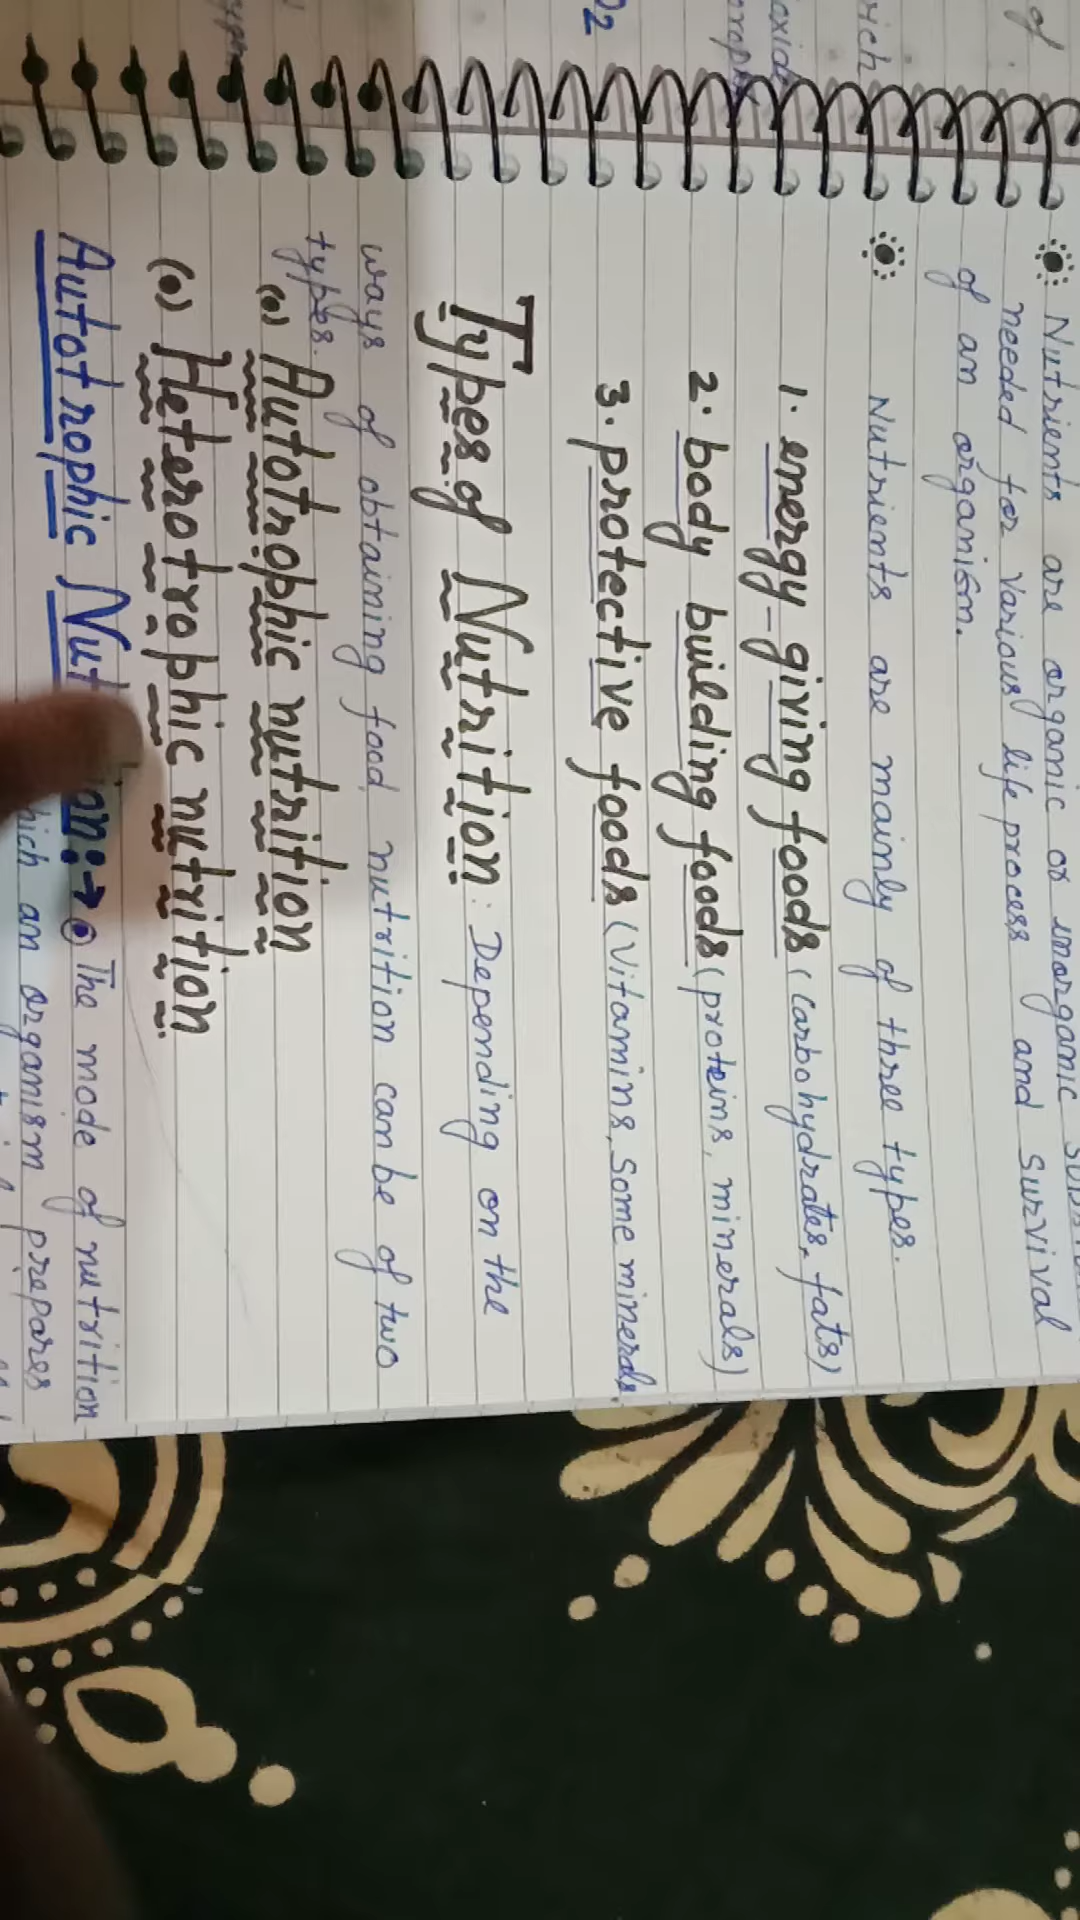 Nutrients are organic or inorganic
needed for various life process and Survival
of an organism.
Nutrients are mainly of three types.
1. energy-giving foods (carbohydrates, fats)
2. body building foods (proteins, minerals)
3. protective foods (Vitamins, Some minerals
Types of Nutrition: Depending on the
ways of obtaining food, nutrition can be of two
types.
(a) Autotrophic nutrition
(b) Heterotrophic nutrition
Autotrophic The mode of nutrition
an organism prepares